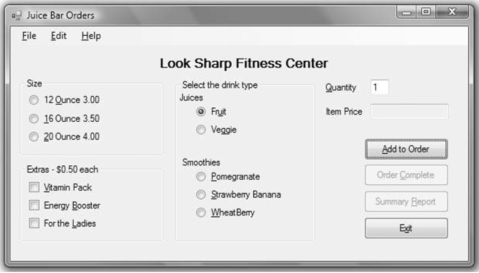 Juice Bar Orders
File Edit Help
Look Sharp Fitness Center
Size
12 Ounce 3.00
16 Ounce 3.50
20 Ounce 4.00
Extras - $0.50 each
Vitamin Pack
Energy Booster
For the Ladies
Select the drink type
Juices
Fruit
Veggie
Smoothies
Pomegranate
Strawberry Banana
WheatBerry
Quantity 1
Item Price
Add to Order
Order Complete
Summary Report
Exit